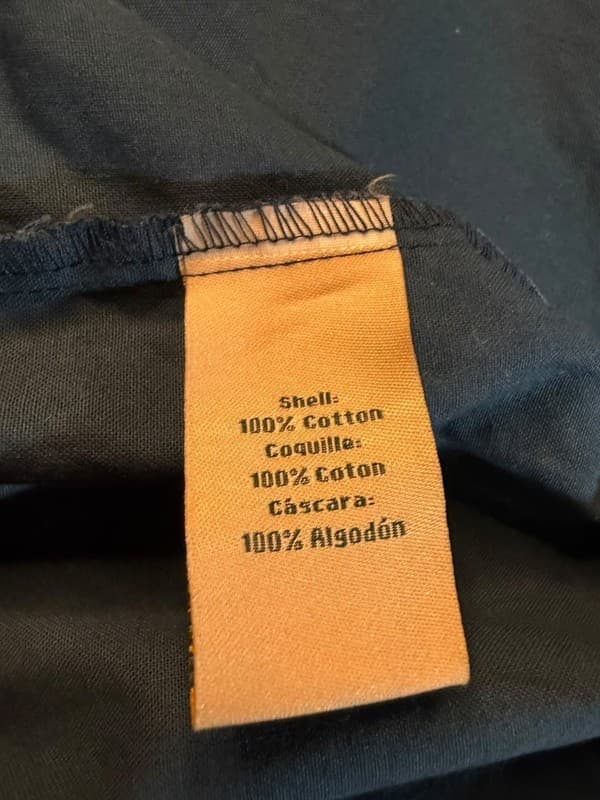 Shell:
100% Cotton
Coquille:
100% Coton
Cáscara:
100% Algodón